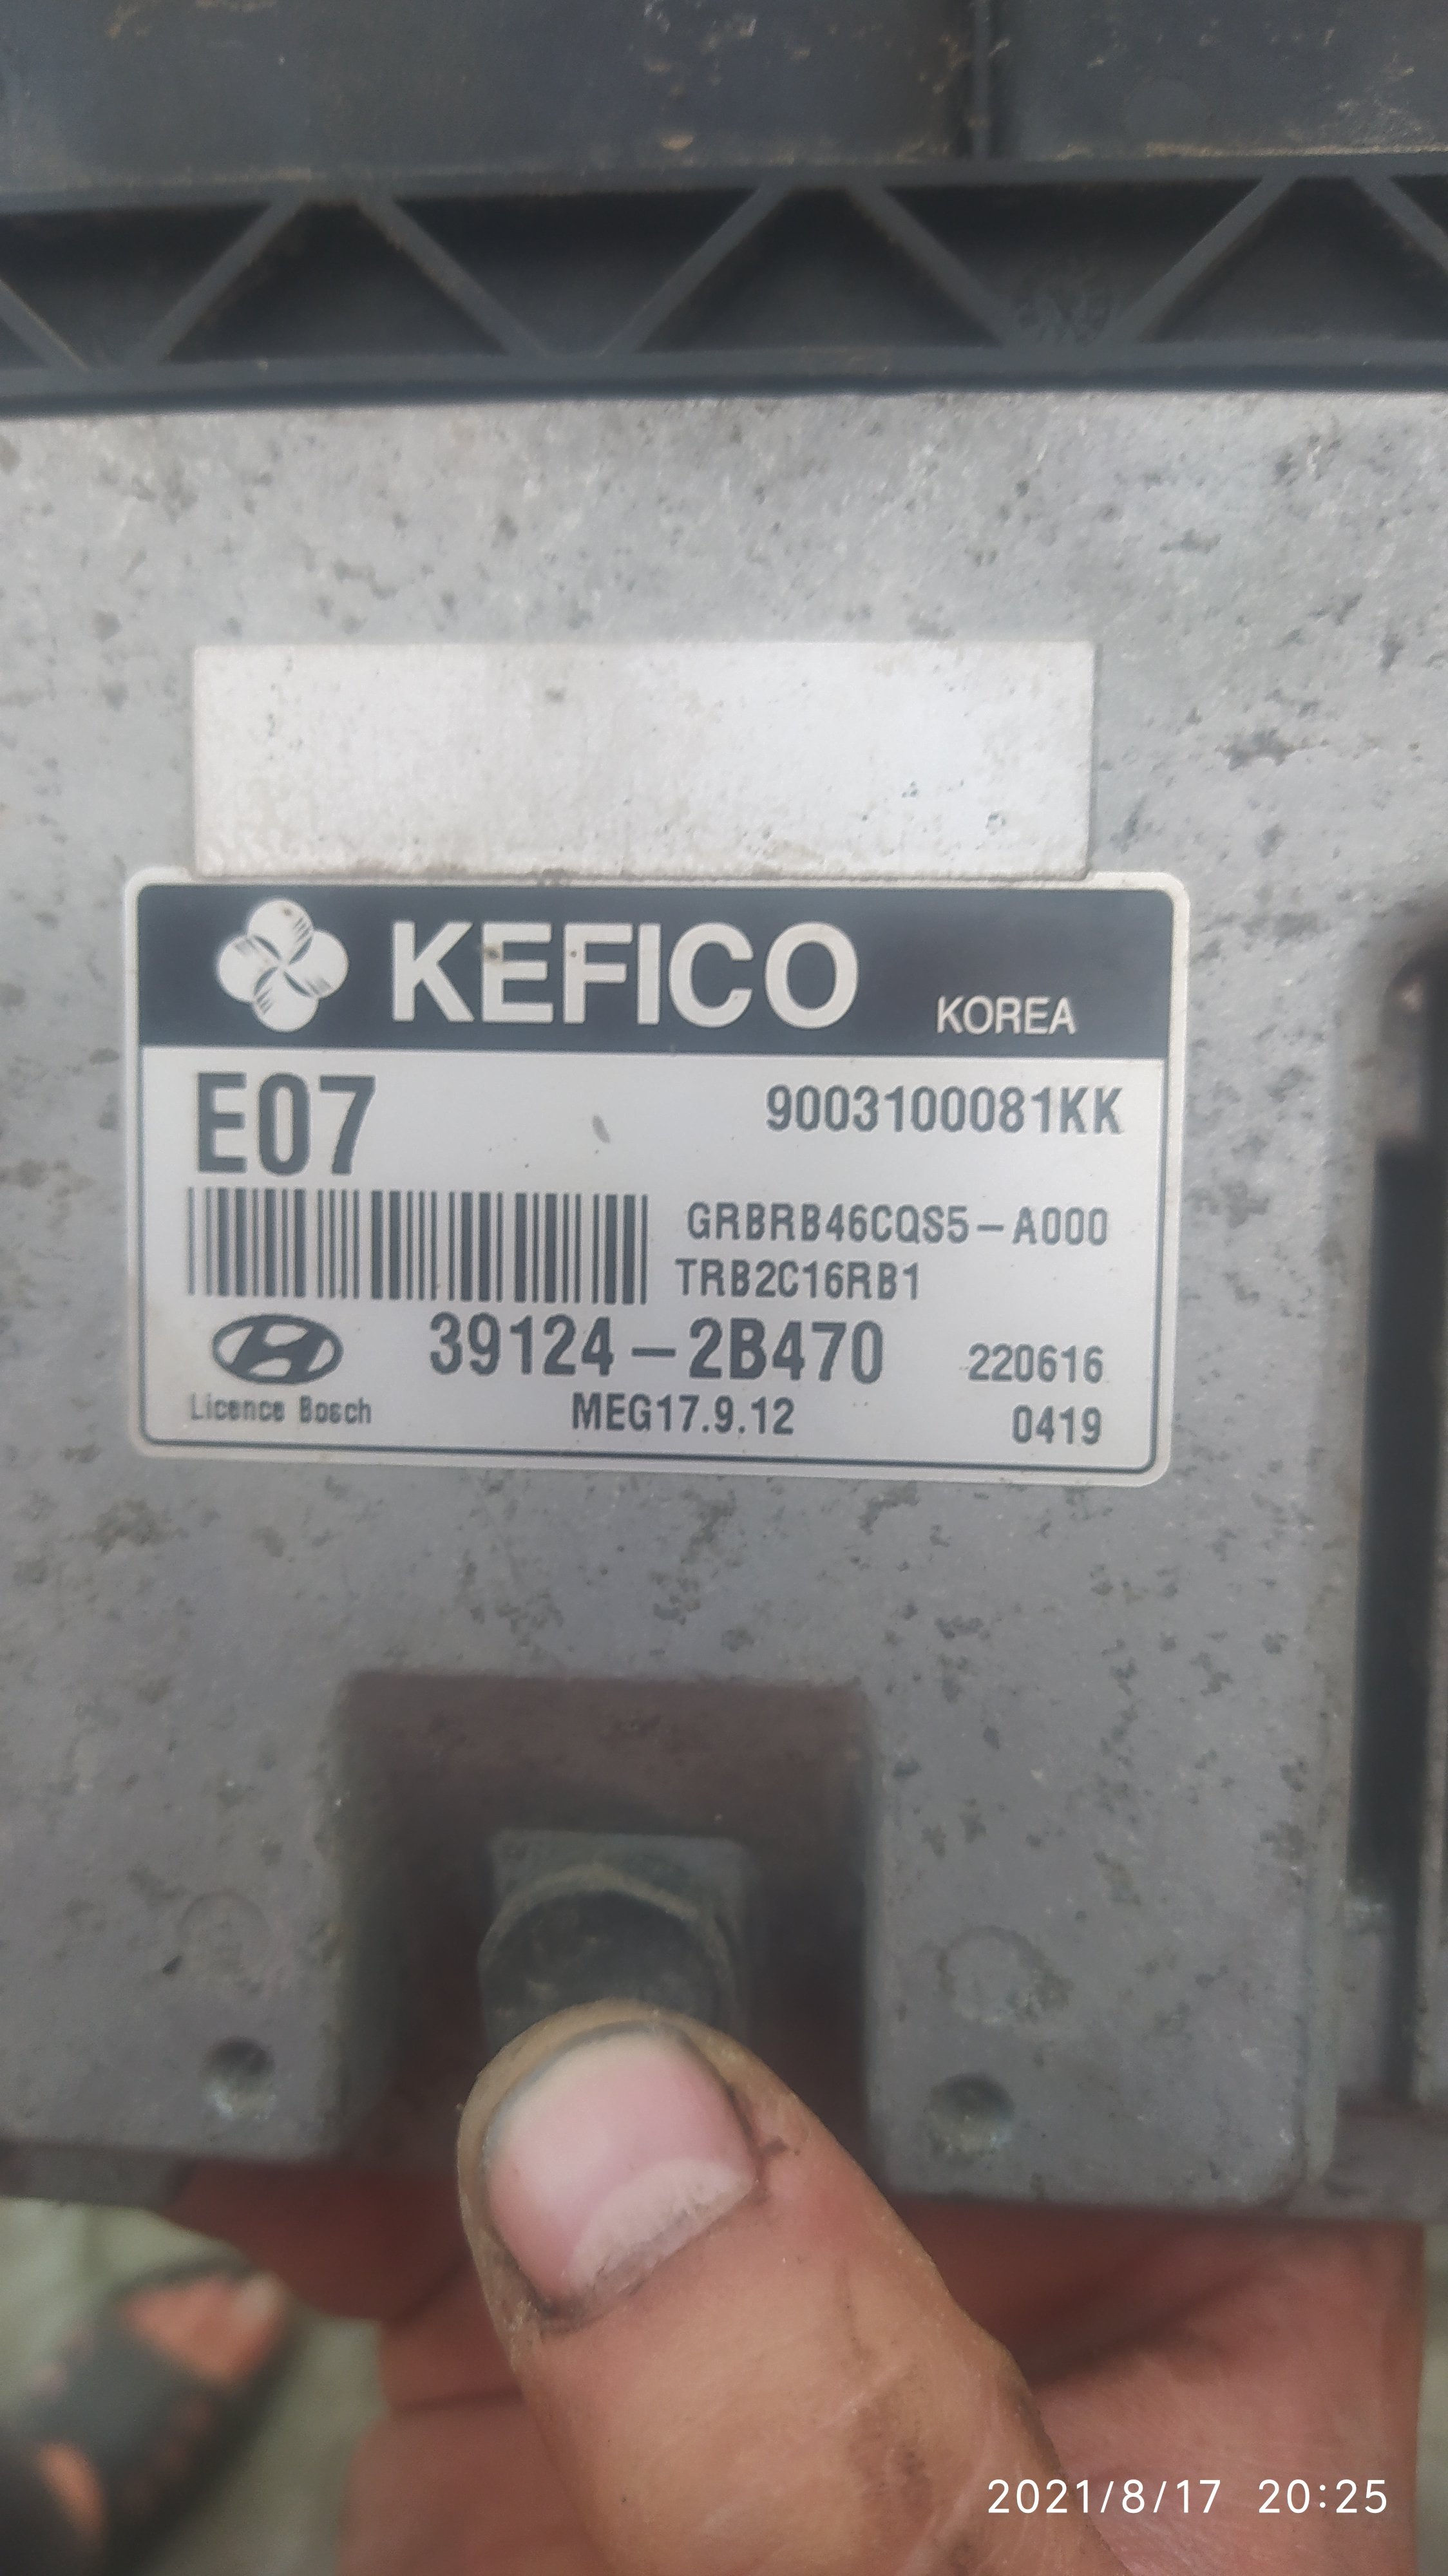 KEFICO KOREA
E07 9003100081KK
GRBRB46CQS5-A000
TRB2C16RB1
39124-2B470 220616
Licence Bosch MEG17.9.12 0419
2021/8/17 20:25